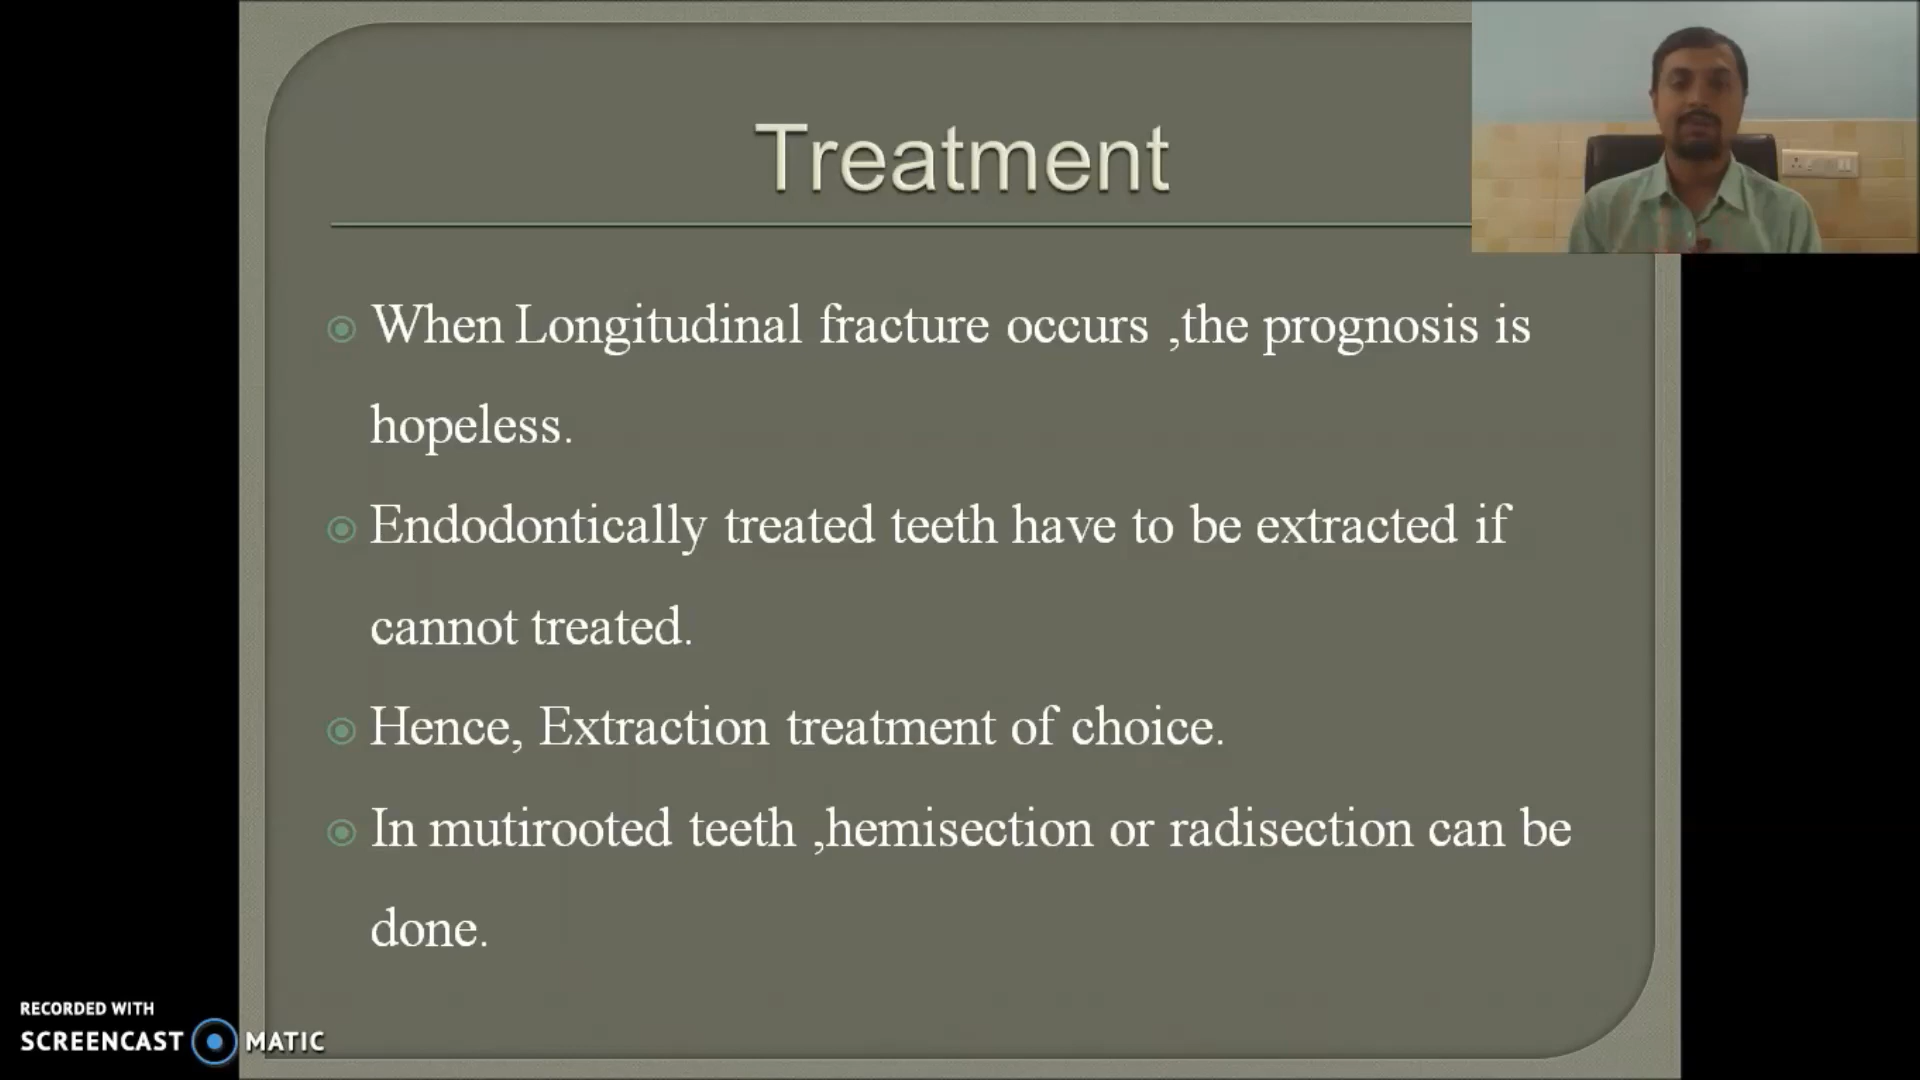 Treatment
When Longitudinal fracture occurs ,the prognosis is
hopeless.
Endodontically treated teeth have to be extracted if
cannot treated.
Hence, Extraction treatment of choice.
In mutirooted teeth ,hemisection or radisection can be
done.
RECORDED WITH
SCREENCAST MATIC